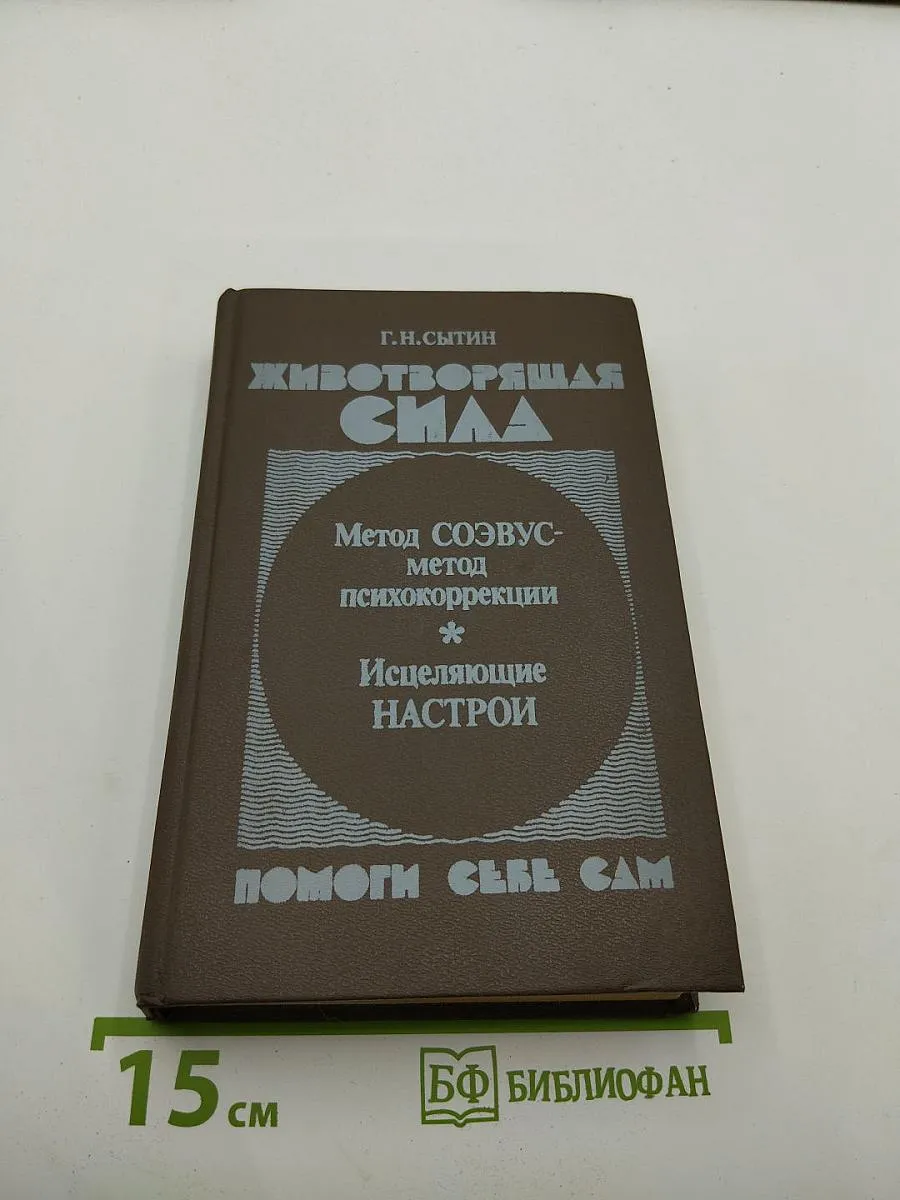 Г.Н.СЫТИН
ЖИВОТВОРЯЩАЯ
СИЛА
Метод СОЭВУС-
метод
психокоррекции
*
Исцеляющие
НАСТРОИ
ПОМОГИ СЕБЕ САМ
15 см
БФ БИБЛИОФАН